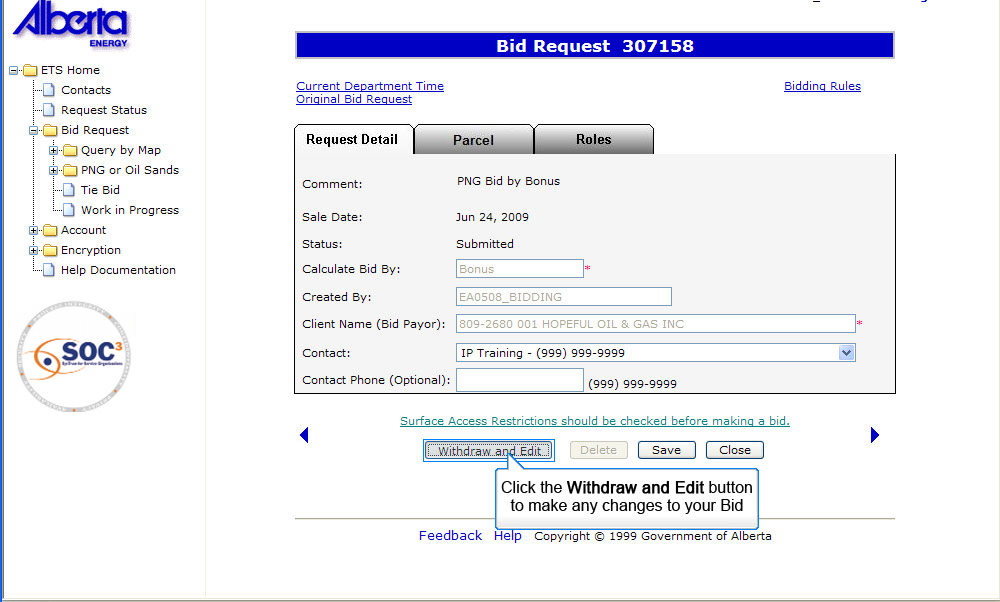 Alberta
ENERGY
ETS Home
Contacts
Request Status
Bid Request
Query by Map
PNG or Oil Sands
Tie Bid
Work in Progress
Account
Encryption
Help Documentation
SOC3
Bid Request 307158
Current Department Time
Original Bid Request
Bidding Rules
Request Detail
Parcel
Roles
Comment: PNG Bid by Bonus
Sale Date: Jun 24, 2009
Status: Submitted
Calculate Bid By: Bonus *
Created By: EA0508_BIDDING
Client Name (Bid Payor): 809-2680 001 HOPEFUL OIL & GAS INC *
Contact: IP Training - (999) 999-9999
Contact Phone (Optional): (999) 999-9999
Surface Access Restrictions should be checked before making a bid.
Withdraw and Edit
Delete
Save
Close
Click the Withdraw and Edit button
to make any changes to your Bid
Feedback Help Copyright © 1999 Government of Alberta